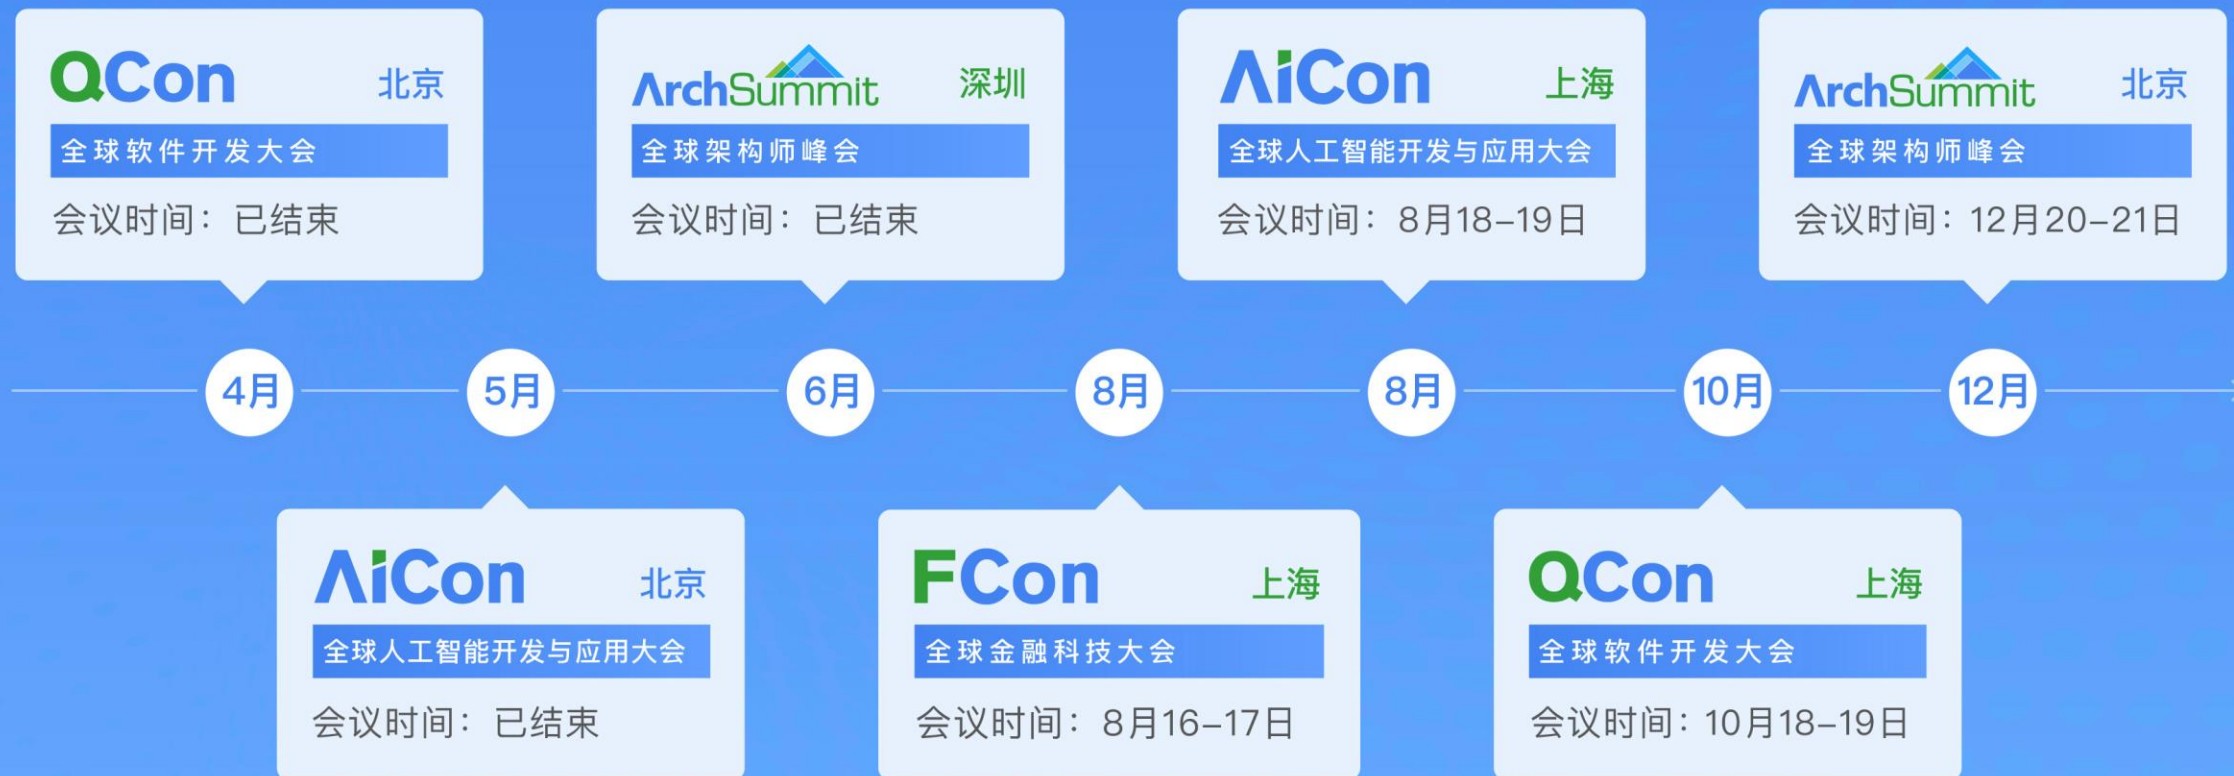 QCon 北京
全球软件开发大会
会议时间：已结束
ArchSummit 深圳
全球架构师峰会
会议时间：已结束
AiCon 上海
全球人工智能开发与应用大会
会议时间：8月18-19日
ArchSummit 北京
全球架构师峰会
会议时间：12月20-21日
4月 5月 6月 8月 8月 10月 12月
AiCon 北京
全球人工智能开发与应用大会
会议时间：已结束
FCon 上海
全球金融科技大会
会议时间：8月16-17日
QCon 上海
全球软件开发大会
会议时间：10月18-19日